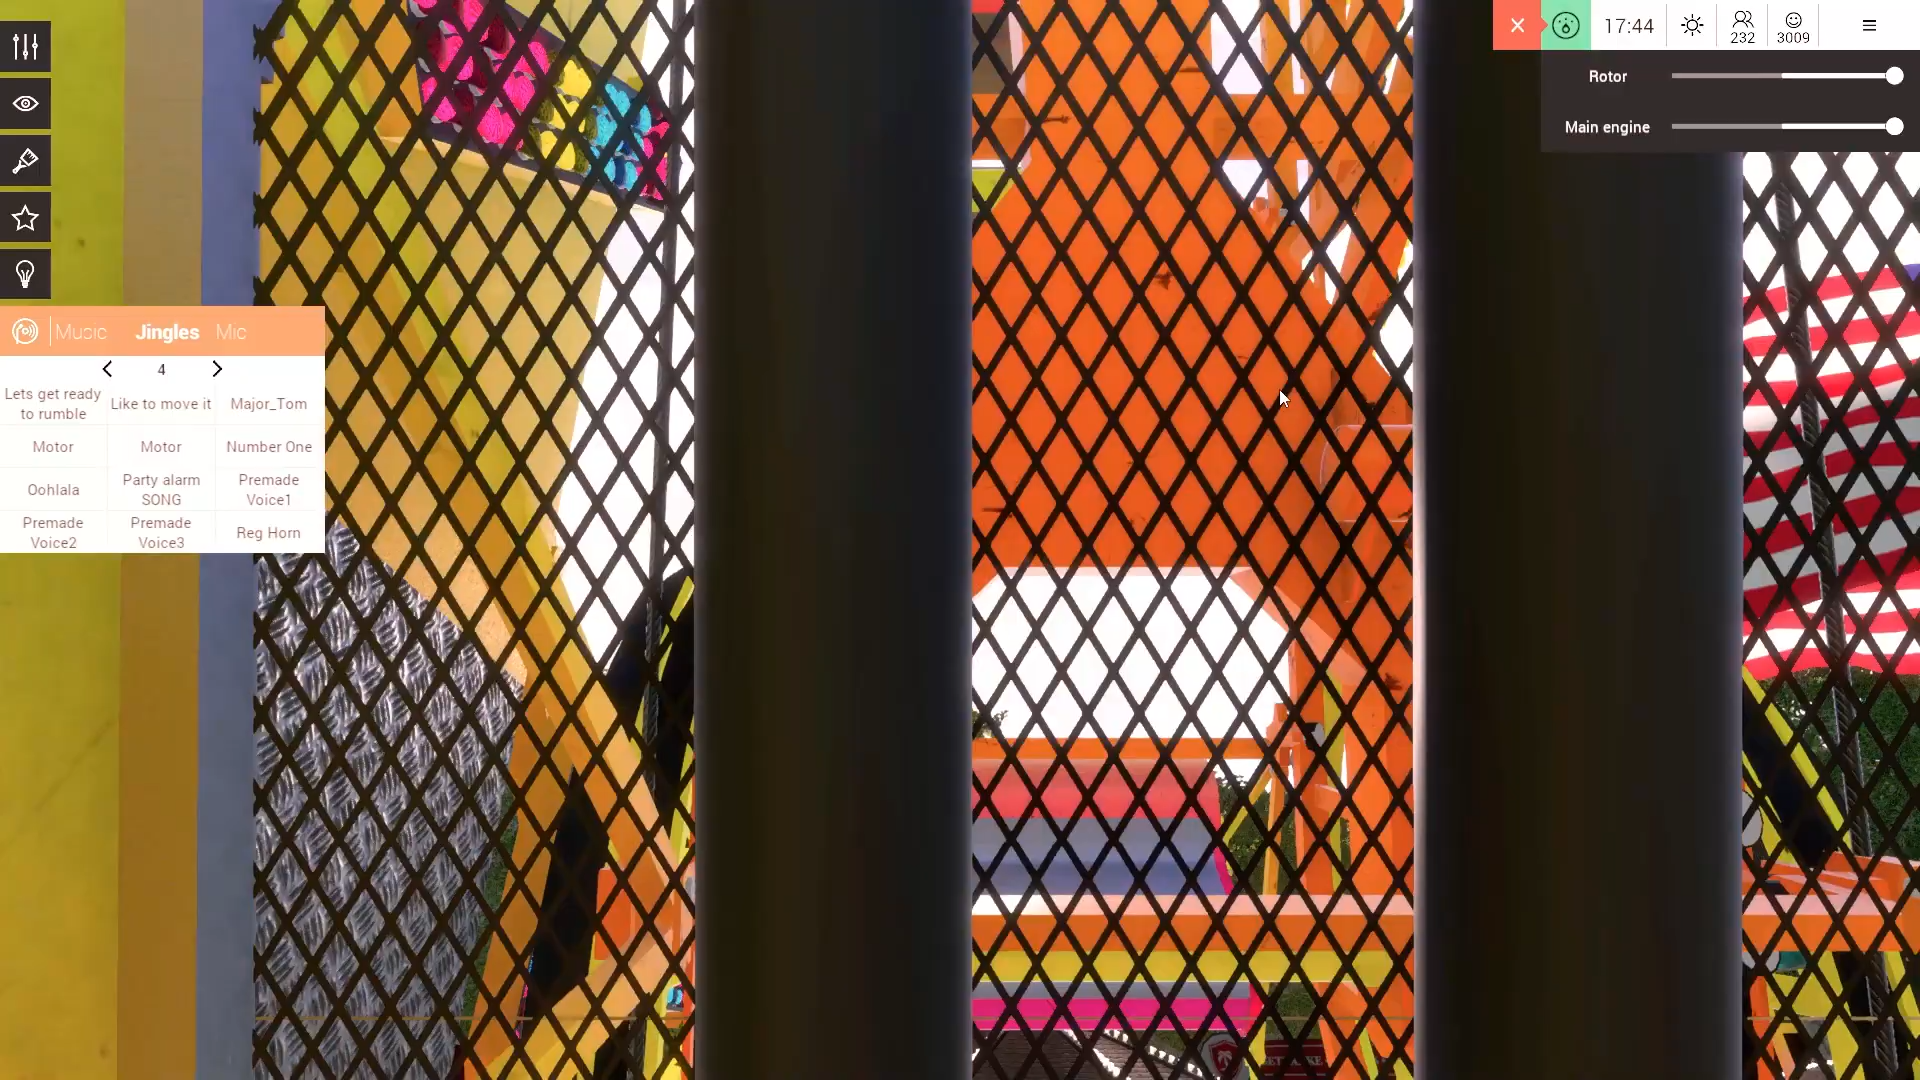 17:44
232
3009
Rotor
Main engine
Music Jingles Mic
4
Lets get ready
to rumble
Like to move it
Major_Tom
Motor
Motor
Number One
Oohlala
Party alarm
SONG
Premade
Voice1
Premade
Voice2
Premade
Voice3
Reg Horn